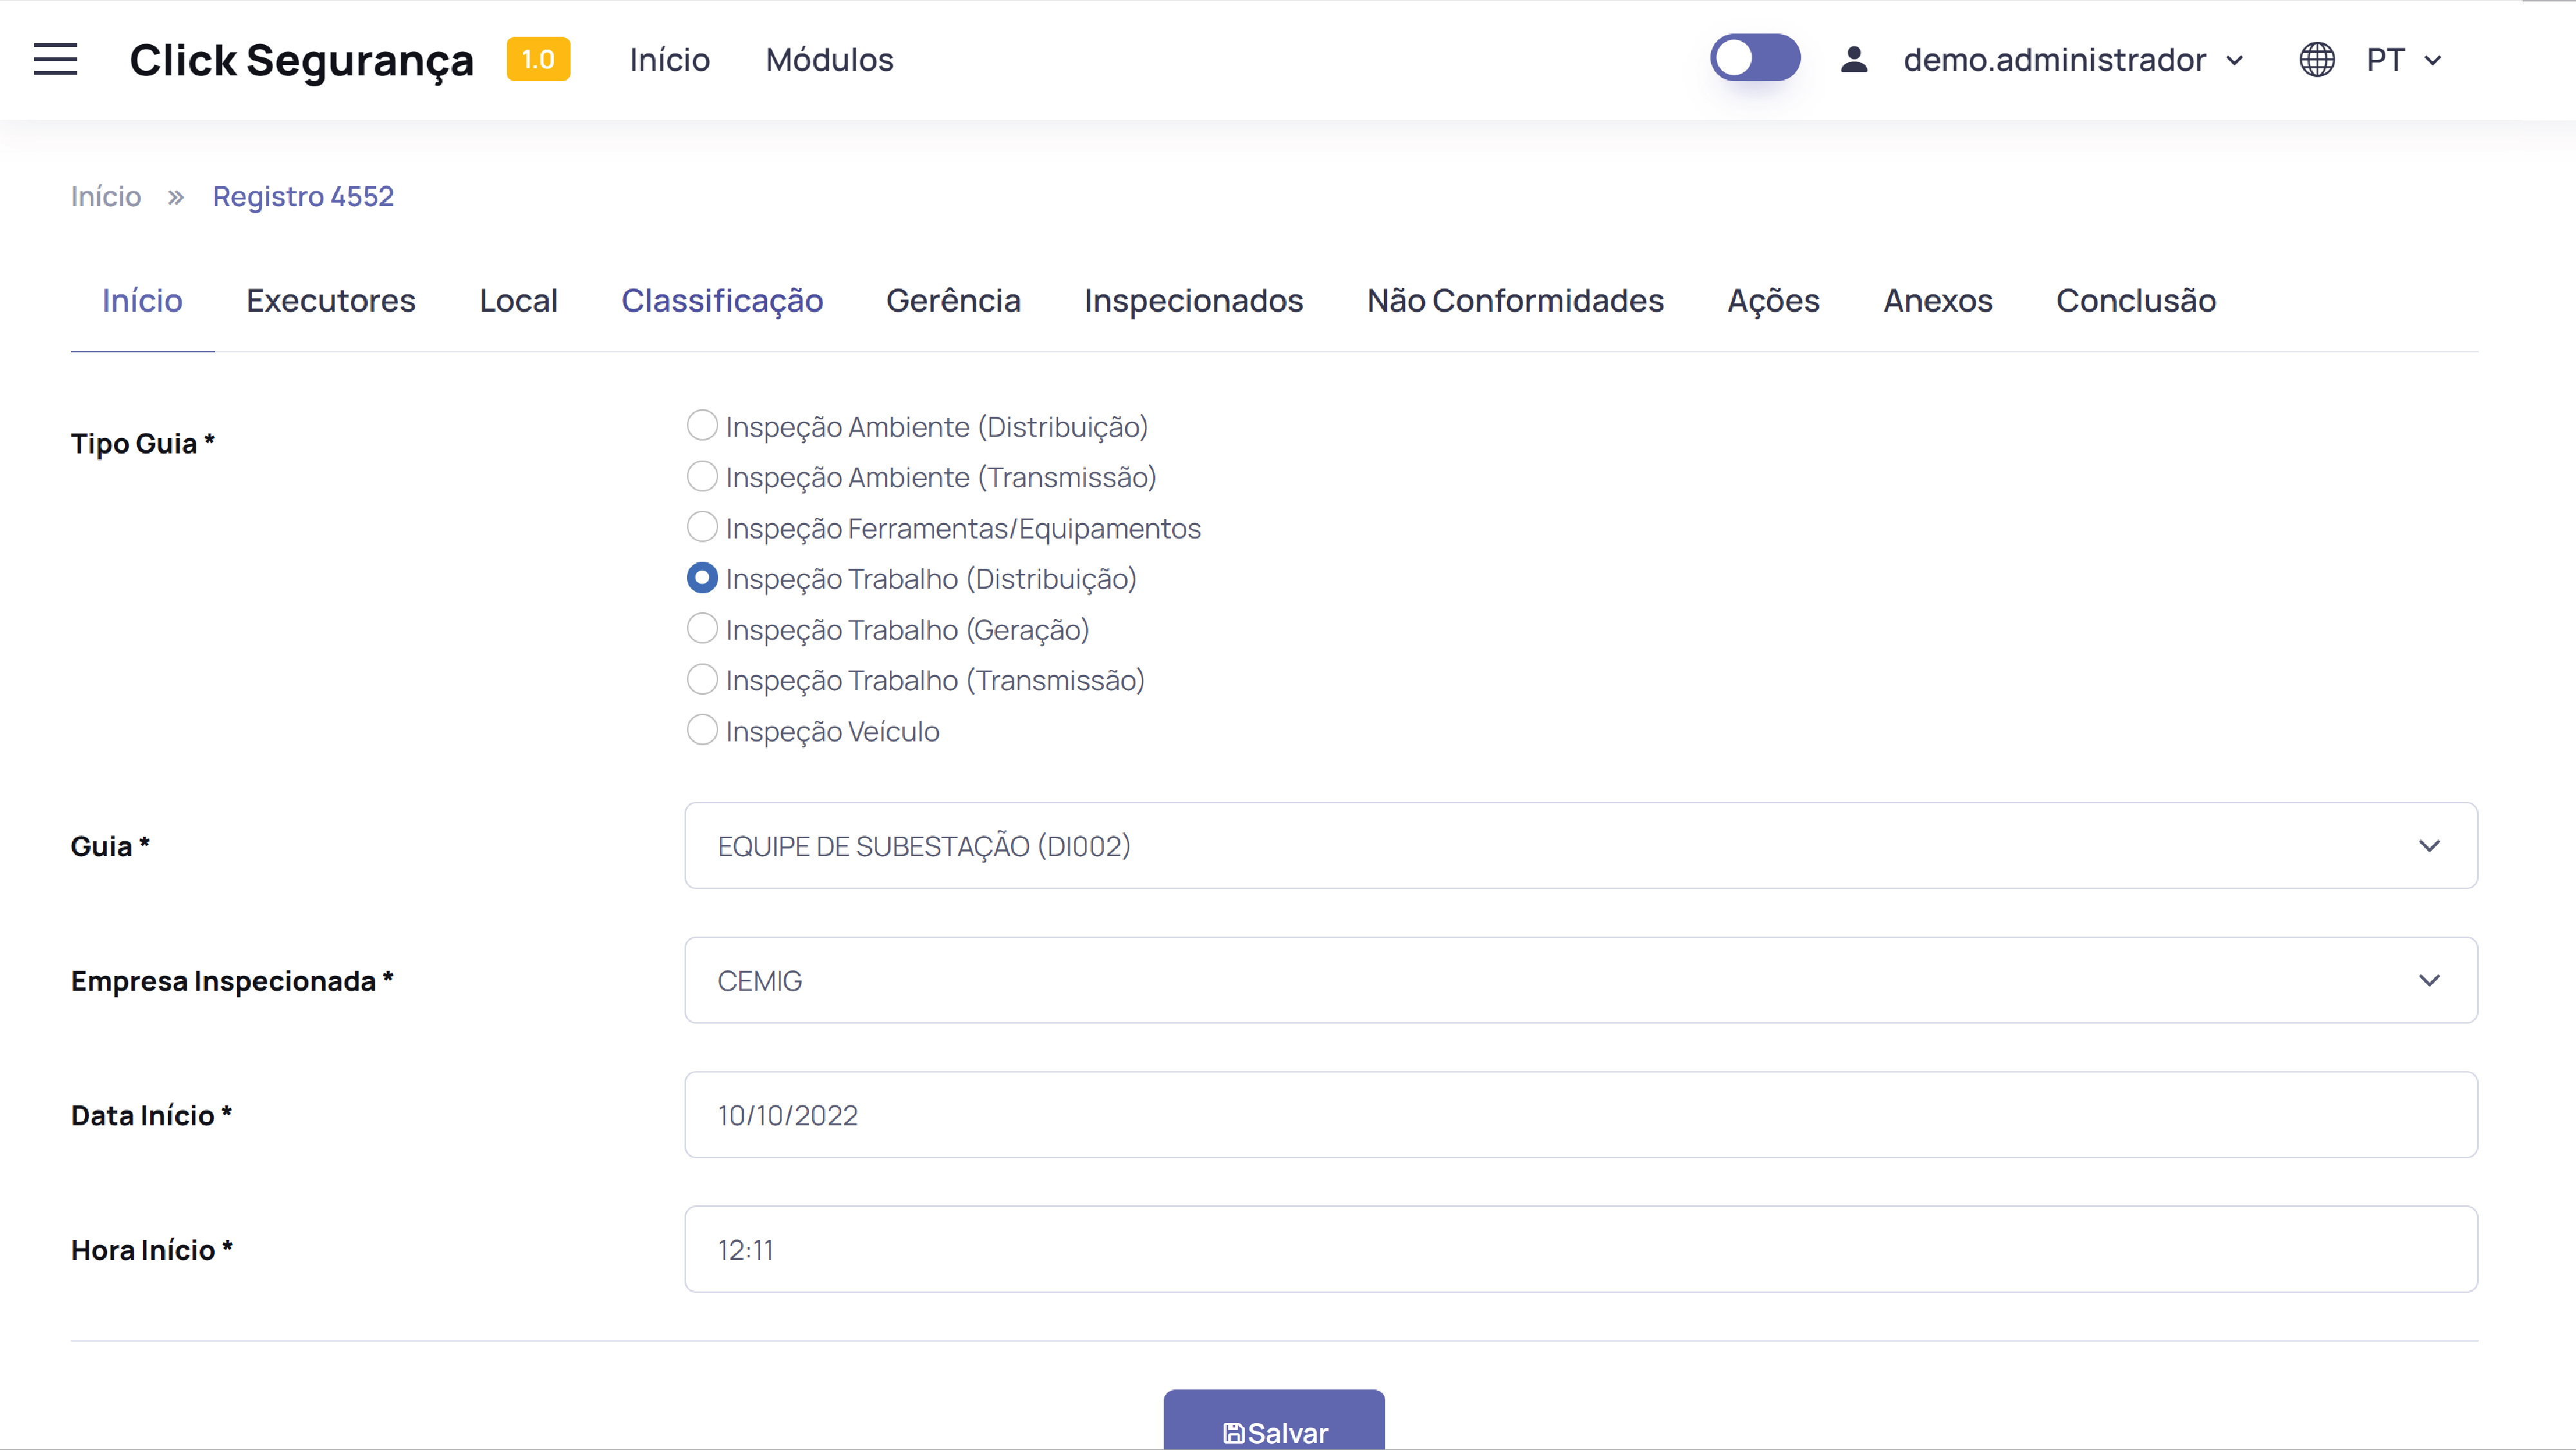 Click Segurança 1.0 Início Módulos demo.administrador PT
Início » Registro 4552
Início Executores Local Classificação Gerência Inspecionados Não Conformidades Ações Anexos Conclusão
Tipo Guia *
Inspeção Ambiente (Distribuição)
Inspeção Ambiente (Transmissão)
Inspeção Ferramentas/Equipamentos
Inspeção Trabalho (Distribuição)
Inspeção Trabalho (Geração)
Inspeção Trabalho (Transmissão)
Inspeção Veículo
Guia * EQUIPE DE SUBESTAÇÃO (DI002)
Empresa Inspecionada * CEMIG
Data Início * 10/10/2022
Hora Início * 12:11
Salvar